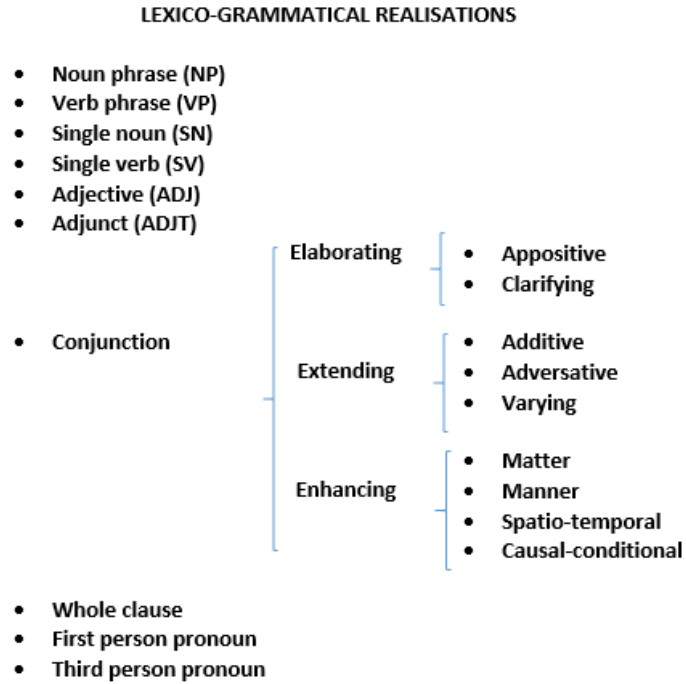 LEXICO-GRAMMATICAL REALISATIONS
• Noun phrase (NP)
• Verb phrase (VP)
• Single noun (SN)
• Single verb (SV)
• Adjective (ADJ)
• Adjunct (ADJT)
• Conjunction
Elaborating
• Appositive
• Clarifying
Extending
• Additive
• Adversative
• Varying
Enhancing
• Matter
• Manner
• Spatio-temporal
• Causal-conditional
• Whole clause
• First person pronoun
• Third person pronoun